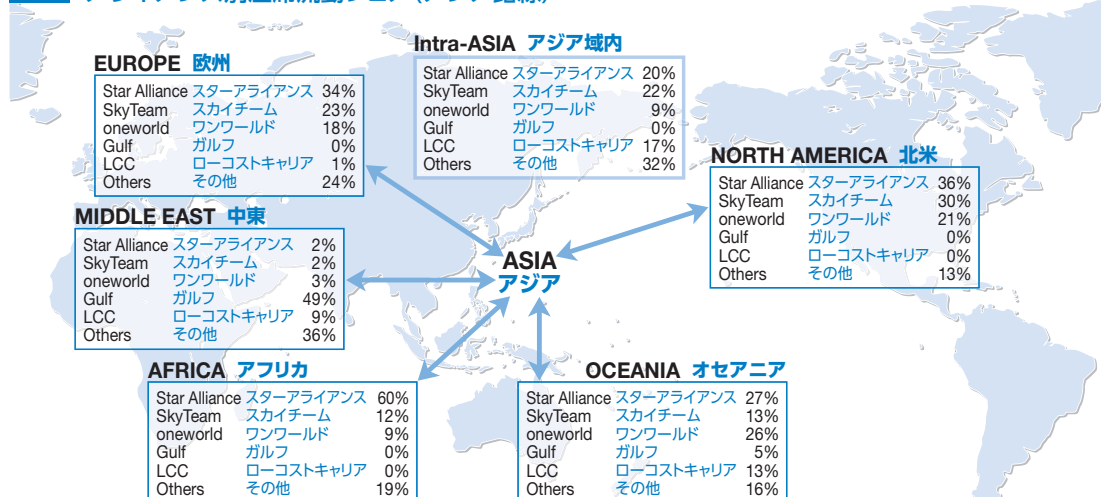 Intra-ASIA アジア域内
Star Alliance スターアライアンス 20%
SkyTeam スカイチーム 22%
oneworld ワンワールド 9%
Gulf ガルフ 0%
LCC ローコストキャリア 17%
Others その他 32%
EUROPE 欧州
Star Alliance スターアライアンス 34%
SkyTeam スカイチーム 23%
oneworld ワンワールド 18%
Gulf ガルフ 0%
LCC ローコストキャリア 1%
Others その他 24%
NORTH AMERICA 北米
Star Alliance スターアライアンス 36%
SkyTeam スカイチーム 30%
oneworld ワンワールド 21%
Gulf ガルフ 0%
LCC ローコストキャリア 0%
Others その他 13%
MIDDLE EAST 中東
Star Alliance スターアライアンス 2%
SkyTeam スカイチーム 2%
oneworld ワンワールド 3%
Gulf ガルフ 49%
LCC ローコストキャリア 9%
Others その他 36%
ASIA
アジア
AFRICA アフリカ
Star Alliance スターアライアンス 60%
SkyTeam スカイチーム 12%
oneworld ワンワールド 9%
Gulf ガルフ 0%
LCC ローコストキャリア 0%
Others その他 19%
OCEANIA オセアニア
Star Alliance スターアライアンス 27%
SkyTeam スカイチーム 13%
oneworld ワンワールド 26%
Gulf ガルフ 5%
LCC ローコストキャリア 13%
Others その他 16%